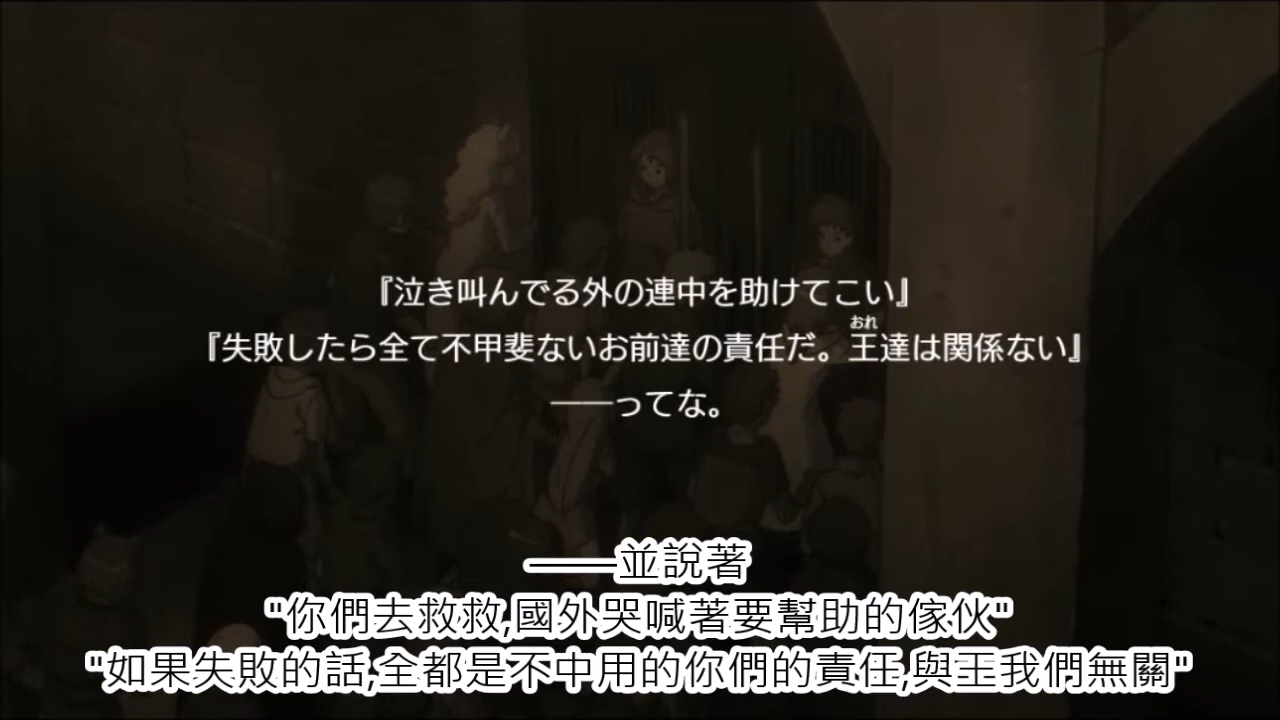 『泣き叫んでる外の連中を助けてこい』
おれ
『失敗したら全て不甲斐ないお前達の責任だ。王達は関係ない』
――ってな。
――並說著
"你們去救救,國外哭喊著要幫助的傢伙"
"如果失敗的話,全都是不中用的你們的責任,與王我們無關"